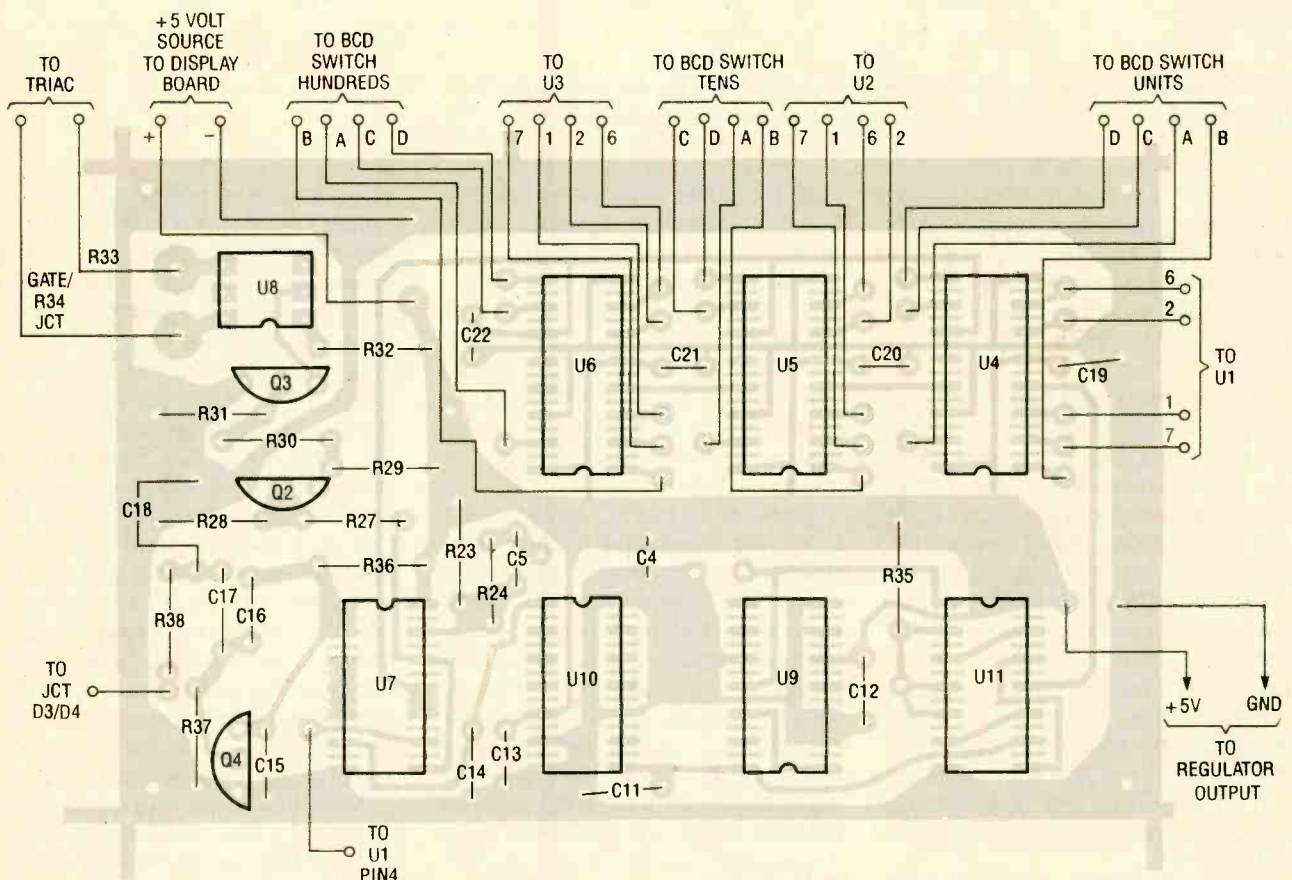 TO
TRIAC
+5 VOLT
SOURCE
TO DISPLAY
BOARD
TO BCD
SWITCH
HUNDREDS
TO
U3
TO BCD SWITCH
TENS
TO
U2
TO BCD SWITCH
UNITS
+ −
B A C D
7 1 2 6
C D A B
7 1 6 2
D C A B
R33
GATE/
R34
JCT
U8
R32
C22
U6
C21
U5
C20
U4
C19
6
2
1
7
TO
U1
Q3
R31
R30
R29
Q2
C18
R28
R27
R36
R23
R24
C5
C4
R35
R38
C17
C16
U7
U10
U9
C12
U11
TO
JCT
D3/D4
R37
Q4
C15
C14
C13
C11
+5V
GND
TO
REGULATOR
OUTPUT
TO
U1
PIN4